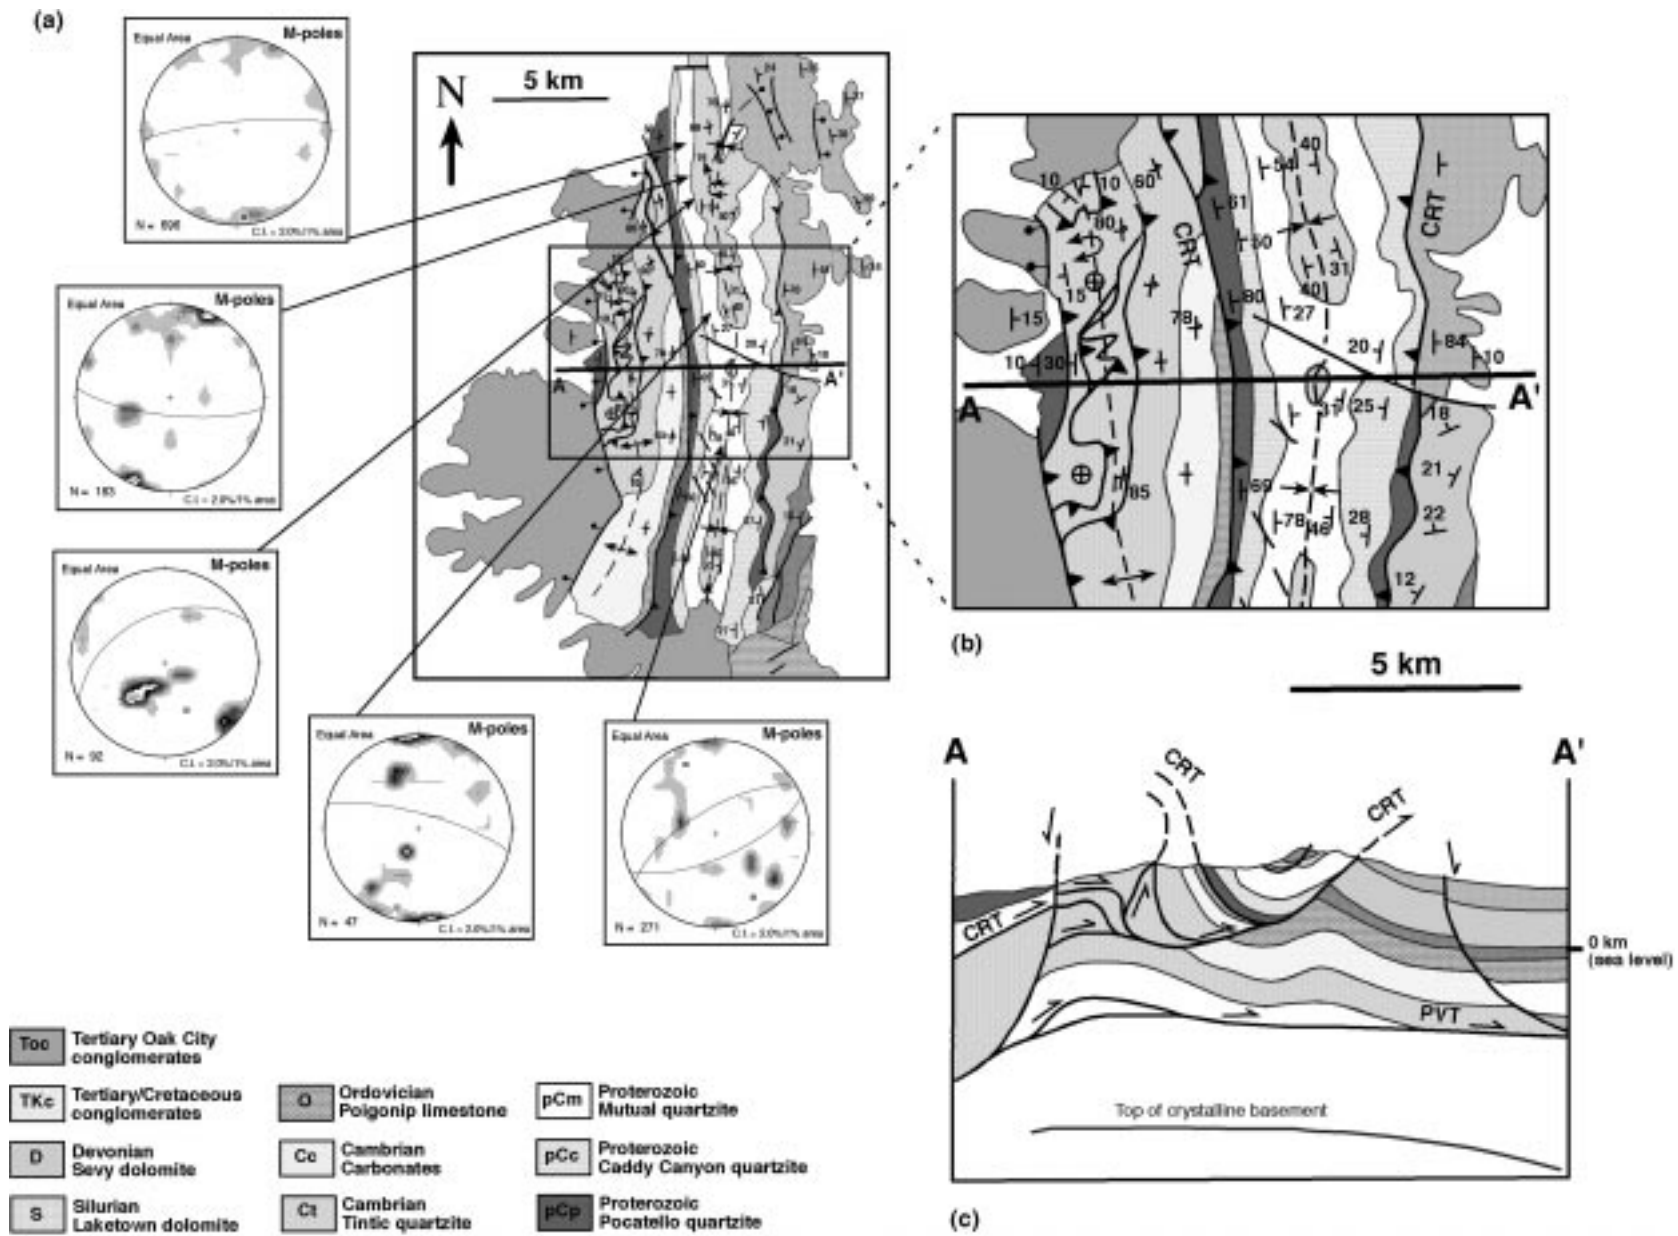 (a)
Equal Area
M-poles
N = 696
C.I. = 2.0%/1% area
Equal Area
M-poles
N = 183
C.I. = 2.0%/1% area
Equal Area
M-poles
N = 92
C.I. = 2.0%/1% area
Equal Area
M-poles
N = 47
C.I. = 2.0%/1% area
Equal Area
M-poles
N = 271
C.I. = 2.0%/1% area
N
5 km
A
A'
10
10
60
54
40
80
61
CRT
CRT
50
31
40
15
80
27
15
78
20
84
10
30
10
A
A'
31
25
18
21
85
69
78
46
28
22
12
(b)
5 km
A
A'
CRT
CRT
CRT
0 km
(sea level)
PVT
Top of crystalline basement
(c)
Toc
Tertiary Oak City
conglomerates
TKc
Tertiary/Cretaceous
conglomerates
D
Devonian
Sevy dolomite
S
Silurian
Laketown dolomite
O
Ordovician
Poigonip limestone
Cc
Cambrian
Carbonates
Ct
Cambrian
Tintic quartzite
pCm
Proterozoic
Mutual quartzite
pCc
Proterozoic
Caddy Canyon quartzite
pCp
Proterozoic
Pocatello quartzite